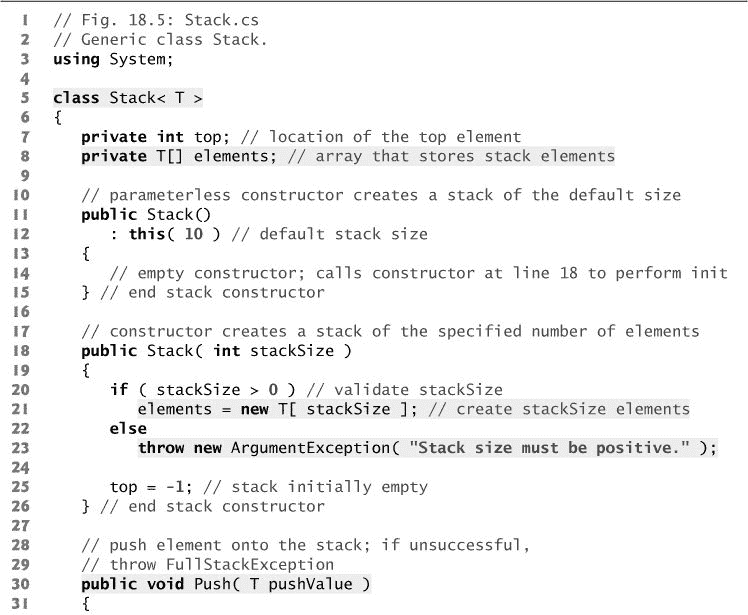 1 // Fig. 18.5: Stack.cs
2 // Generic class Stack.
3 using System;
4
5 class Stack< T >
6 {
7 private int top; // location of the top element
8 private T[] elements; // array that stores stack elements
9
10 // parameterless constructor creates a stack of the default size
11 public Stack()
12 : this( 10 ) // default stack size
13 {
14 // empty constructor; calls constructor at line 18 to perform init
15 } // end stack constructor
16
17 // constructor creates a stack of the specified number of elements
18 public Stack( int stackSize )
19 {
20 if ( stackSize > 0 ) // validate stackSize
21 elements = new T[ stackSize ]; // create stackSize elements
22 else
23 throw new ArgumentException( "Stack size must be positive." );
24
25 top = -1; // stack initially empty
26 } // end stack constructor
27
28 // push element onto the stack; if unsuccessful,
29 // throw FullStackException
30 public void Push( T pushValue )
31 {